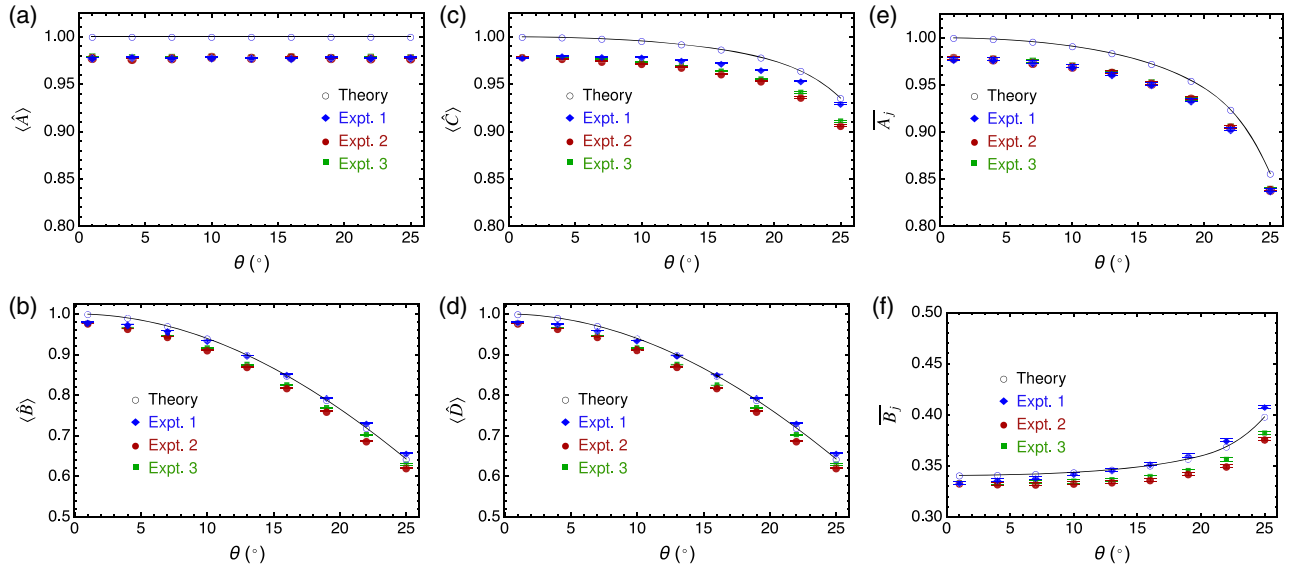 (a)
1.00
0.95
0.90
0.85
0.80
⟨Â⟩
Theory
Expt. 1
Expt. 2
Expt. 3
0 5 10 15 20 25
θ (°)
(c)
1.00
0.95
0.90
0.85
0.80
⟨Ĉ⟩
Theory
Expt. 1
Expt. 2
Expt. 3
0 5 10 15 20 25
θ (°)
(e)
1.00
0.95
0.90
0.85
0.80
A̅j
Theory
Expt. 1
Expt. 2
Expt. 3
0 5 10 15 20 25
θ (°)
(b)
1.0
0.9
0.8
0.7
0.6
0.5
⟨B̂⟩
Theory
Expt. 1
Expt. 2
Expt. 3
0 5 10 15 20 25
θ (°)
(d)
1.0
0.9
0.8
0.7
0.6
0.5
⟨D̂⟩
Theory
Expt. 1
Expt. 2
Expt. 3
0 5 10 15 20 25
θ (°)
(f)
0.50
0.45
0.40
0.35
0.30
B̅j
Theory
Expt. 1
Expt. 2
Expt. 3
0 5 10 15 20 25
θ (°)